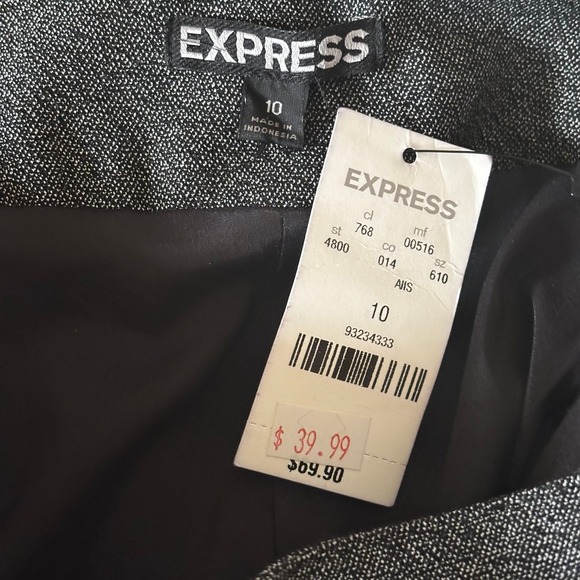 EXPRESS
10
MADE IN
INDONESIA
EXPRESS
cl mf
768 00516
st co sz
4800 014 610
AIIS
10
93234333
$ 39.99
$69.90